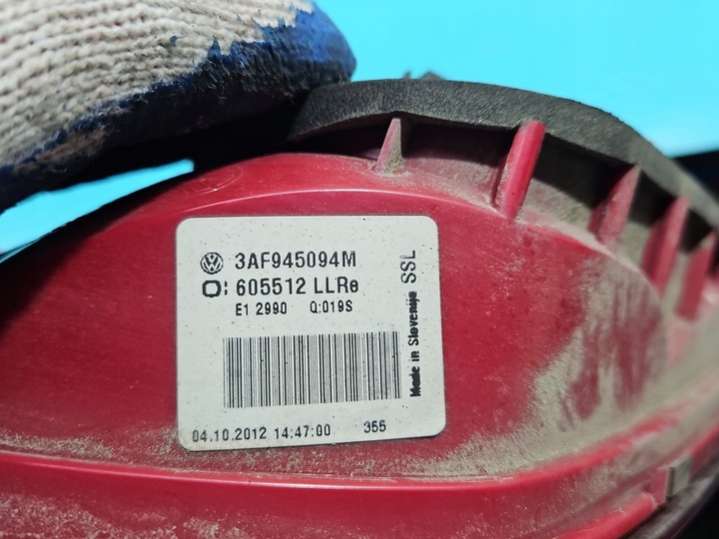 3AF945094M
605512 LLRe
E1 2990 Q:019S
04.10.2012 14:47:00 355
Made in Slovenija SSL